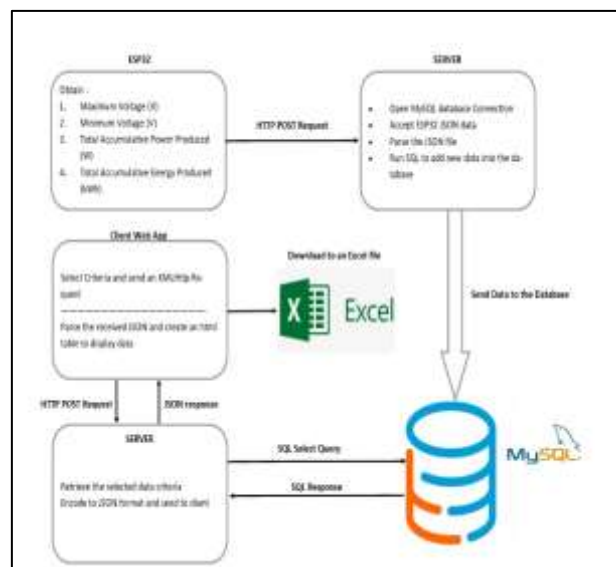 ESP32
Obtain :
1. Maximum Voltage (V)
2. Minimum Voltage (V)
3. Total Accumulative Power Produced
(W)
4. Total Accumulative Energy Produced
(kWh)
HTTP POST Request
SERVER
• Open MySQL database Connection
• Accept ESP32 JSON data
• Parse the JSON file
• Run SQL to add new data into the da-
tabase
Client Web App
Select Criteria and send an XMLHttp Re-
quest
Parse the received JSON and create an html
table to display data
Download to an Excel file
X
Excel
Send Data to the Database
HTTP POST Request
JSON response
SERVER
Retrieve the selected data criteria
Encode to JSON format and send to client
SQL Select Query
SQL Response
MySQL